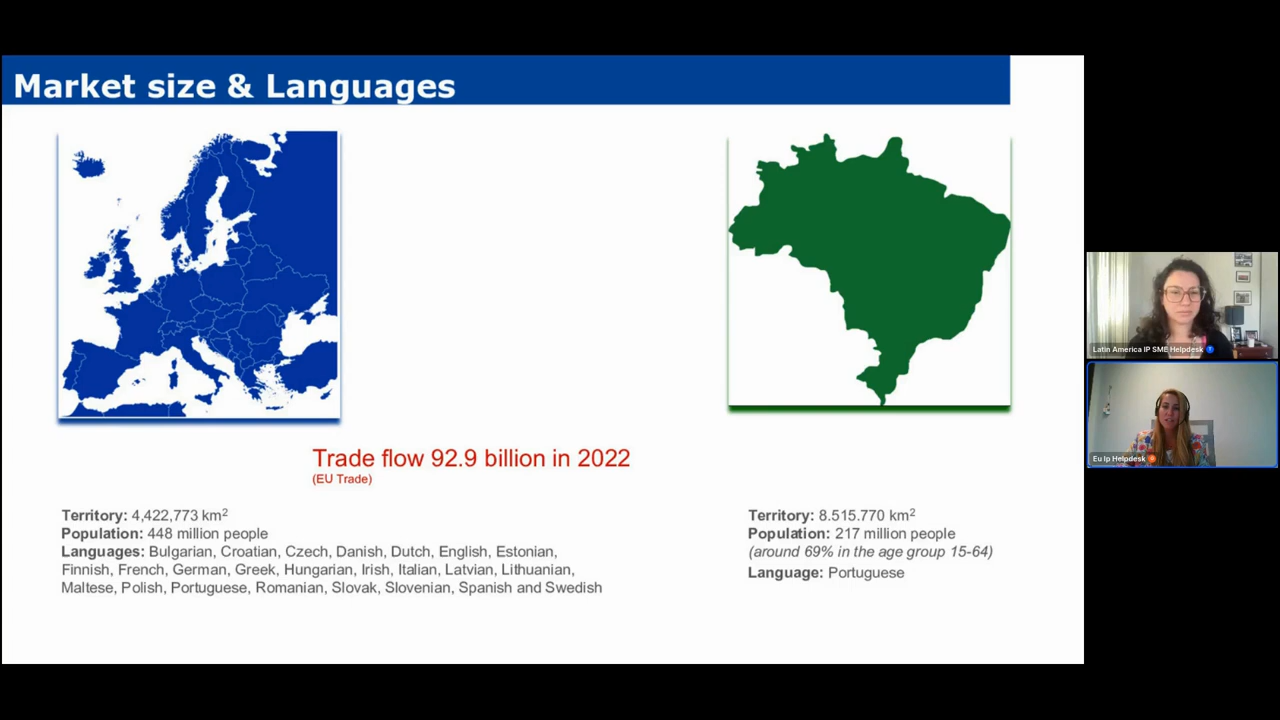 Market size & Languages
Trade flow 92.9 billion in 2022
(EU Trade)
Territory: 4,422,773 km²
Population: 448 million people
Languages: Bulgarian, Croatian, Czech, Danish, Dutch, English, Estonian,
Finnish, French, German, Greek, Hungarian, Irish, Italian, Latvian, Lithuanian,
Maltese, Polish, Portuguese, Romanian, Slovak, Slovenian, Spanish and Swedish
Territory: 8.515.770 km²
Population: 217 million people
(around 69% in the age group 15-64)
Language: Portuguese
Latin America IP SME Helpdesk
Eu Ip Helpdesk